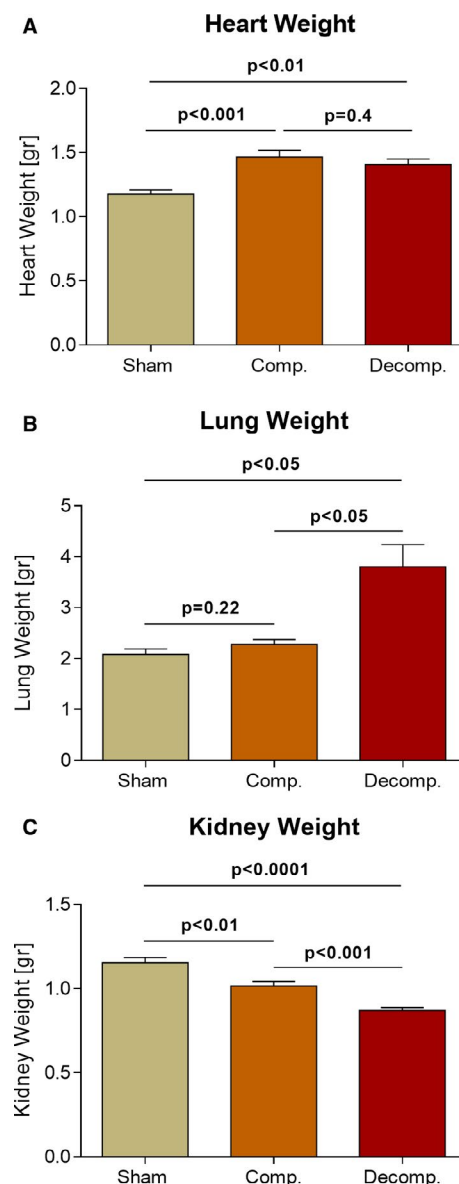 A
Heart Weight
p<0.01
p<0.001
p=0.4
Heart Weight [gr]
2.0
1.5
1.0
0.5
0.0
Sham
Comp.
Decomp.
B
Lung Weight
p<0.05
p<0.05
p=0.22
Lung Weight [gr]
5
4
3
2
1
0
Sham
Comp.
Decomp.
C
Kidney Weight
p<0.0001
p<0.01
p<0.001
Kidney Weight [gr]
1.5
1.0
0.5
0.0
Sham
Comp.
Decomp.